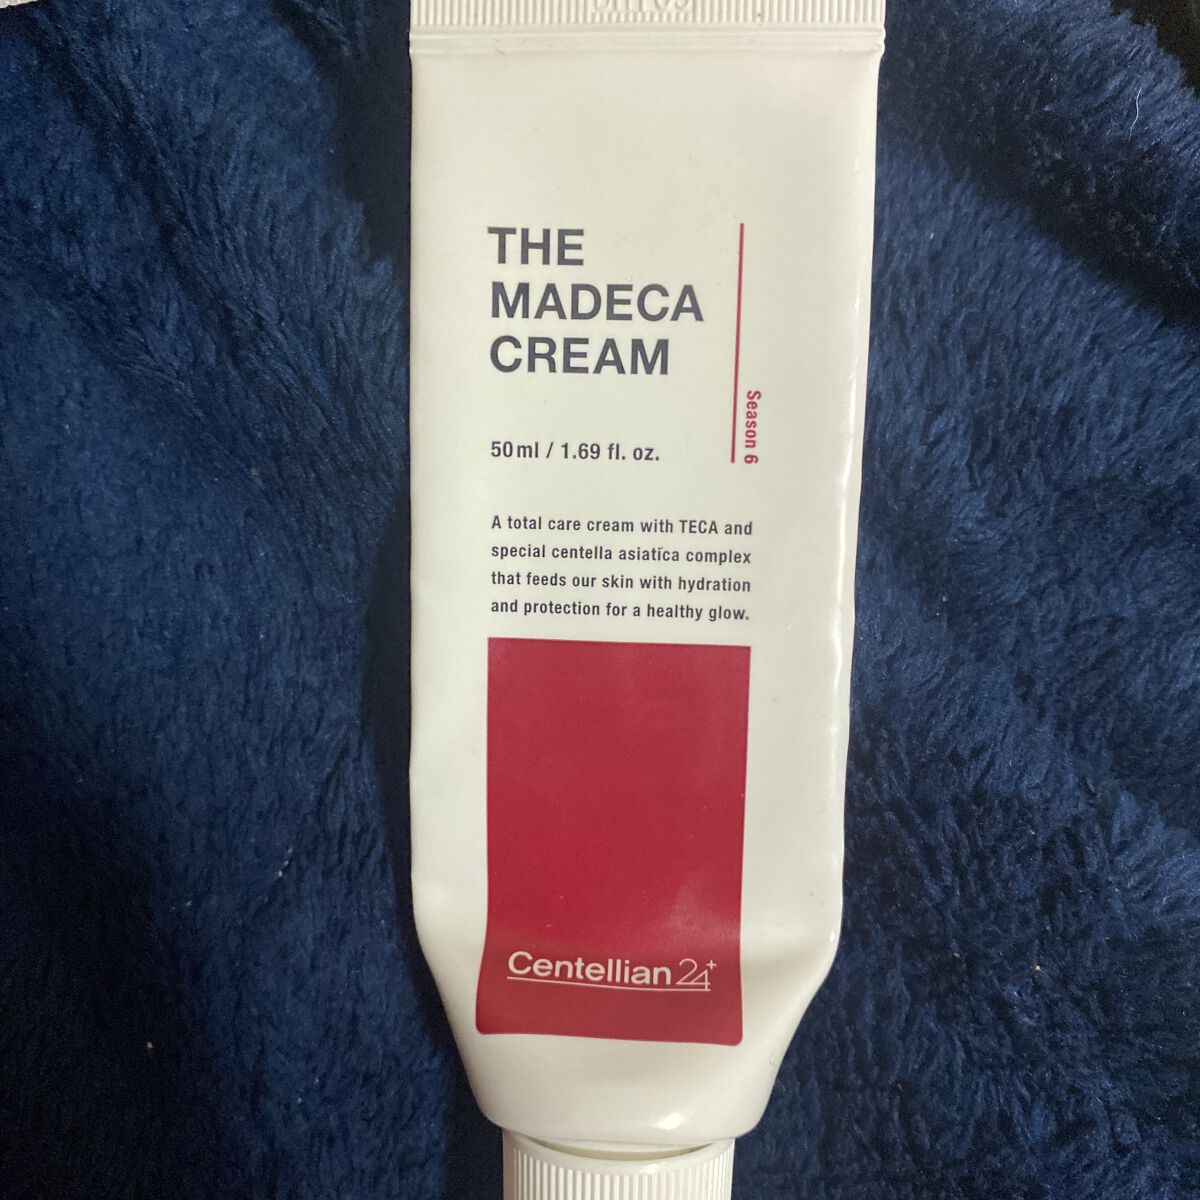 THE
MADECA
CREAM
Season 6
50ml / 1.69 fl. oz.
A total care cream with TECA and
special centella asiatica complex
that feeds our skin with hydration
and protection for a healthy glow.
Centellian24+